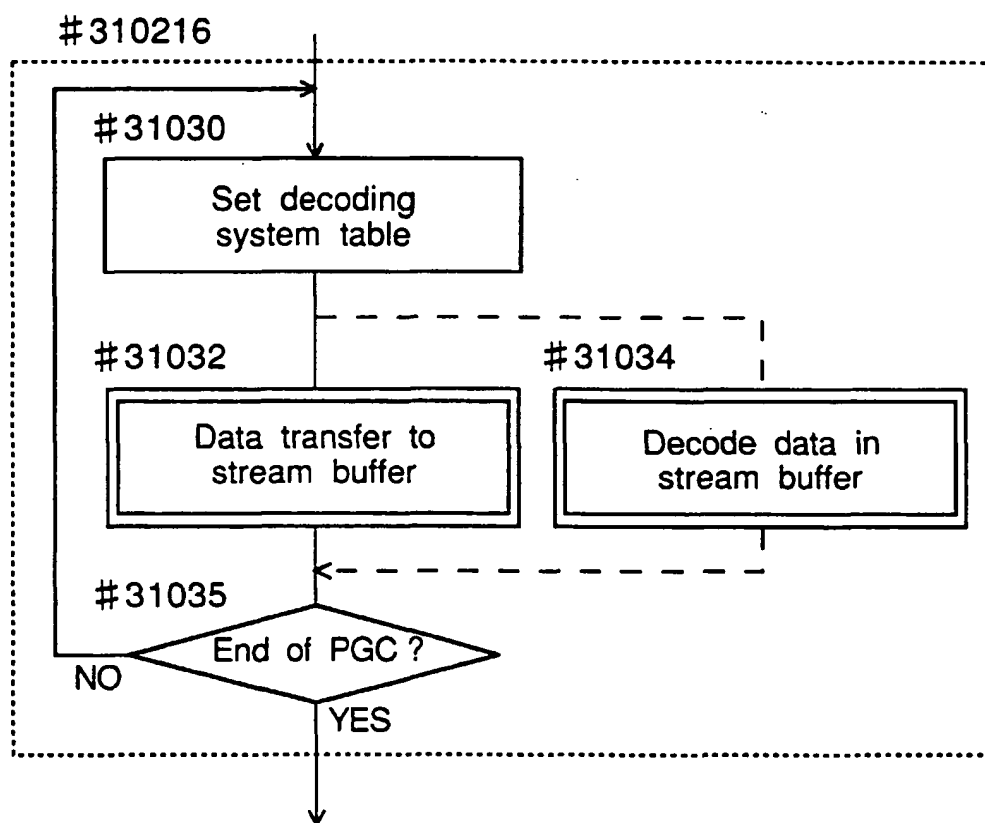 #310216
#31030
Set decoding
system table
#31032
#31034
Data transfer to
stream buffer
Decode data in
stream buffer
#31035
End of PGC ?
NO
YES